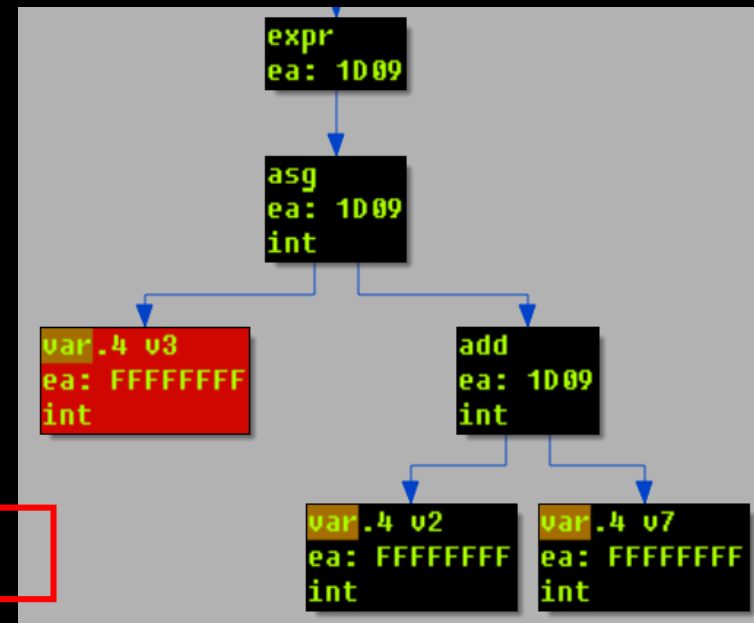 expr
ea: 1D09
asg
ea: 1D09
int
var.4 v3
ea: FFFFFFFF
int
add
ea: 1D09
int
var.4 v2
ea: FFFFFFFF
int
var.4 v7
ea: FFFFFFFF
int